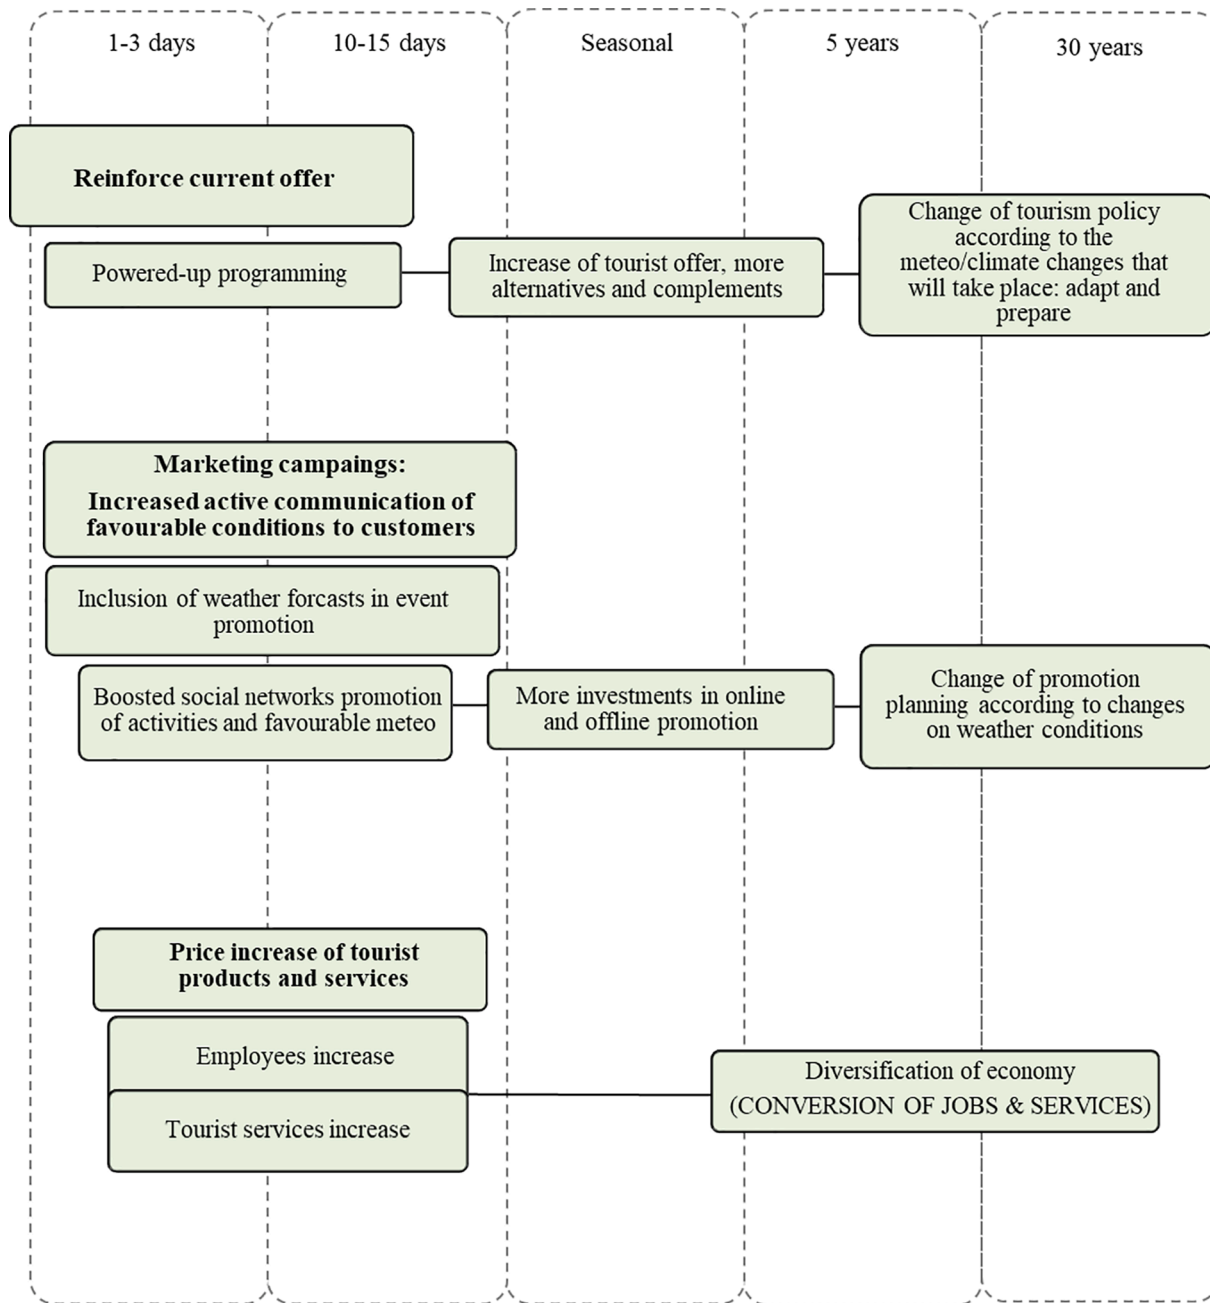 1-3 days
10-15 days
Seasonal
5 years
30 years
Reinforce current offer
Powered-up programming
Increase of tourist offer, more
alternatives and complements
Change of tourism policy
according to the
meteo/climate changes that
will take place: adapt and
prepare
Marketing campaings:
Increased active communication of
favourable conditions to customers
Inclusion of weather forcasts in event
promotion
Boosted social networks promotion
of activities and favourable meteo
More investments in online
and offline promotion
Change of promotion
planning according to changes
on weather conditions
Price increase of tourist
products and services
Employees increase
Tourist services increase
Diversification of economy
(CONVERSION OF JOBS & SERVICES)